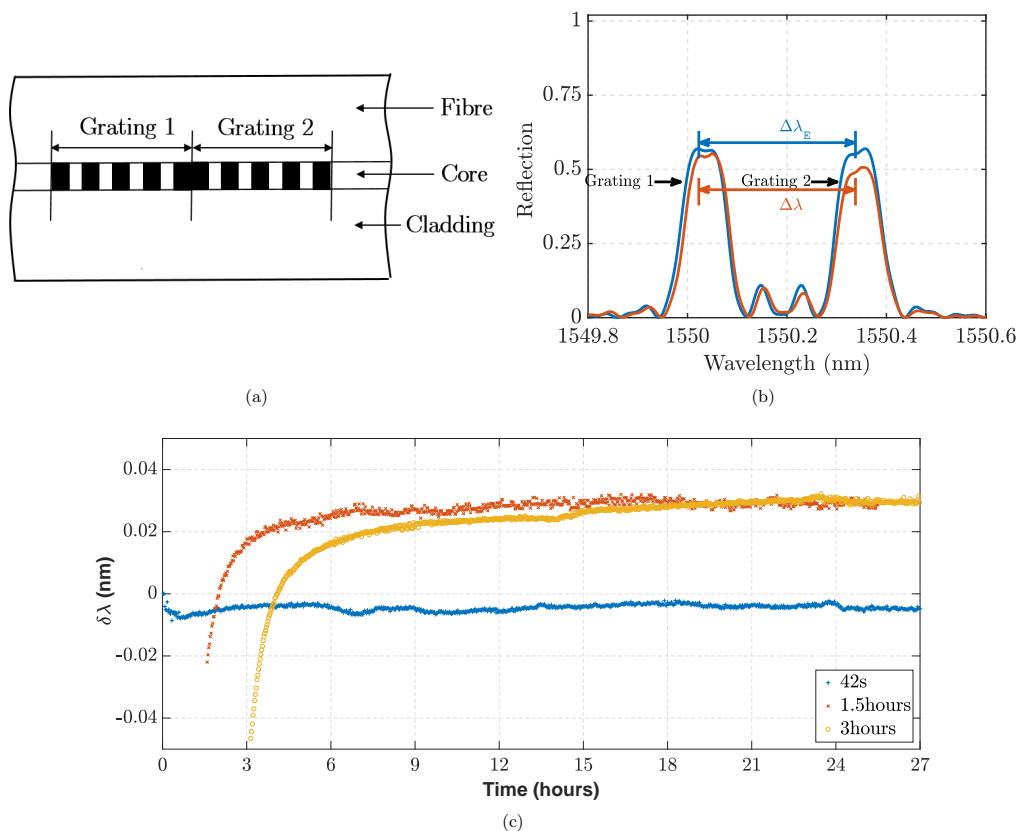 Grating 1
Grating 2
Fibre
Core
Cladding
(a)
1
0.75
0.5
0.25
0
Reflection
Δλ_E
Grating 1
Grating 2
Δλ
1549.8 1550 1550.2 1550.4 1550.6
Wavelength (nm)
(b)
0.04
0.02
0
-0.02
-0.04
δλ (nm)
42s
1.5hours
3hours
0 3 6 9 12 15 18 21 24 27
Time (hours)
(c)